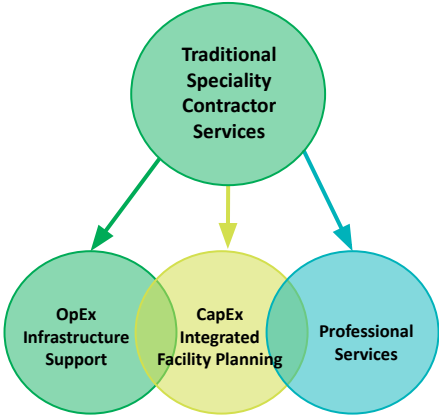 Traditional
Speciality
Contractor
Services
OpEx
Infrastructure
Support
CapEx
Integrated
Facility Planning
Professional
Services